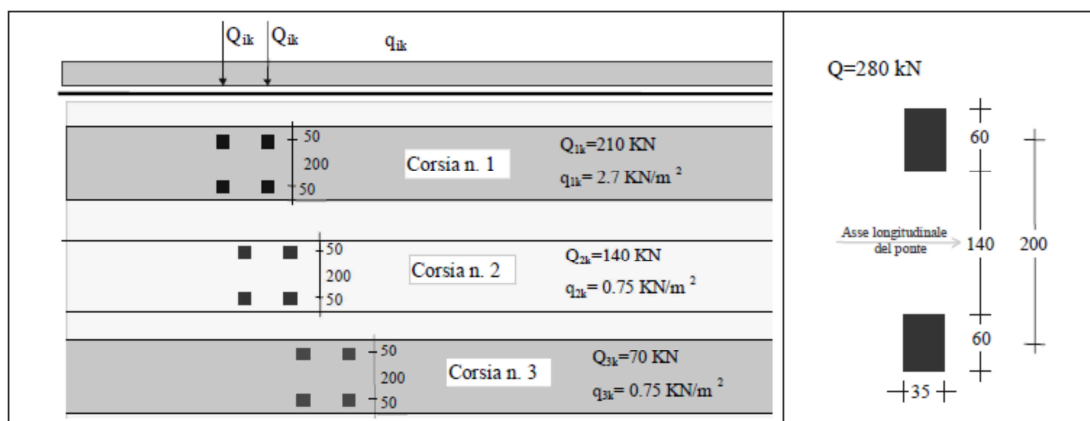 Q_ik Q_ik q_ik
50
200
50
Corsia n. 1
Q_1k=210 KN
q_1k= 2.7 KN/m ²
50
200
50
Corsia n. 2
Q_2k=140 KN
q_2k= 0.75 KN/m ²
50
200
50
Corsia n. 3
Q_3k=70 KN
q_3k= 0.75 KN/m ²
Q=280 kN
60
Asse longitudinale
del ponte
140 200
60
35